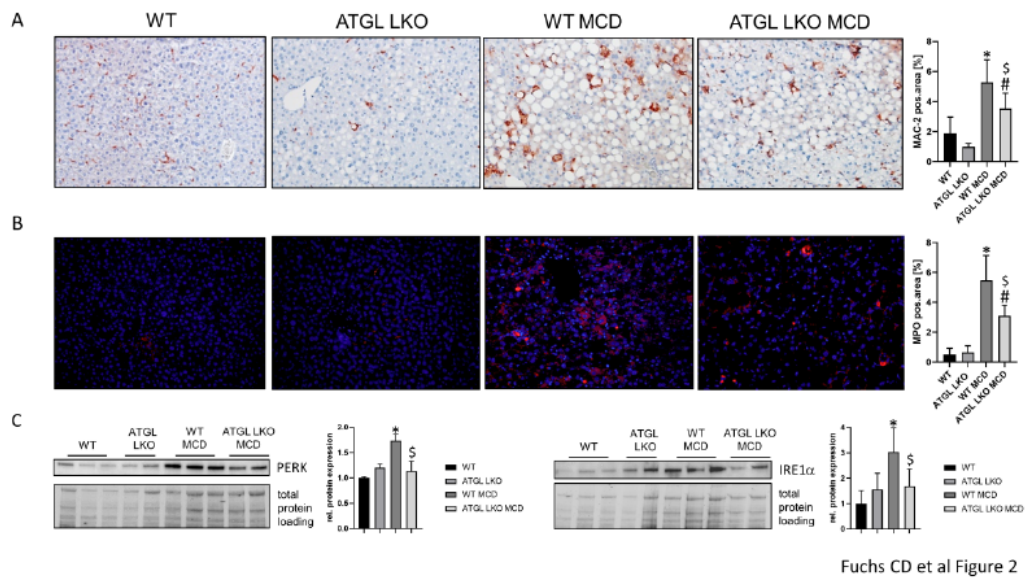 A
WT
ATGL LKO
WT MCD
ATGL LKO MCD
MAC-2 pos.area [%]
8
6
4
2
0
*
$
#
WT
ATGL LKO
WT MCD
ATGL LKO MCD
B
MPO pos.area [%]
8
6
4
2
0
*
$
#
WT
ATGL LKO
WT MCD
ATGL LKO MCD
C
WT
ATGL
LKO
WT
MCD
ATGL LKO
MCD
PERK
total
protein
loading
rel. protein expression
2.0
1.5
1.0
0.5
0.0
*
$
WT
ATGL LKO
WT MCD
ATGL LKO MCD
WT
ATGL
LKO
WT
MCD
ATGL LKO
MCD
IRE1α
total
protein
loading
rel. protein expression
4
3
2
1
0
*
$
WT
ATGL LKO
WT MCD
ATGL LKO MCD
Fuchs CD et al Figure 2